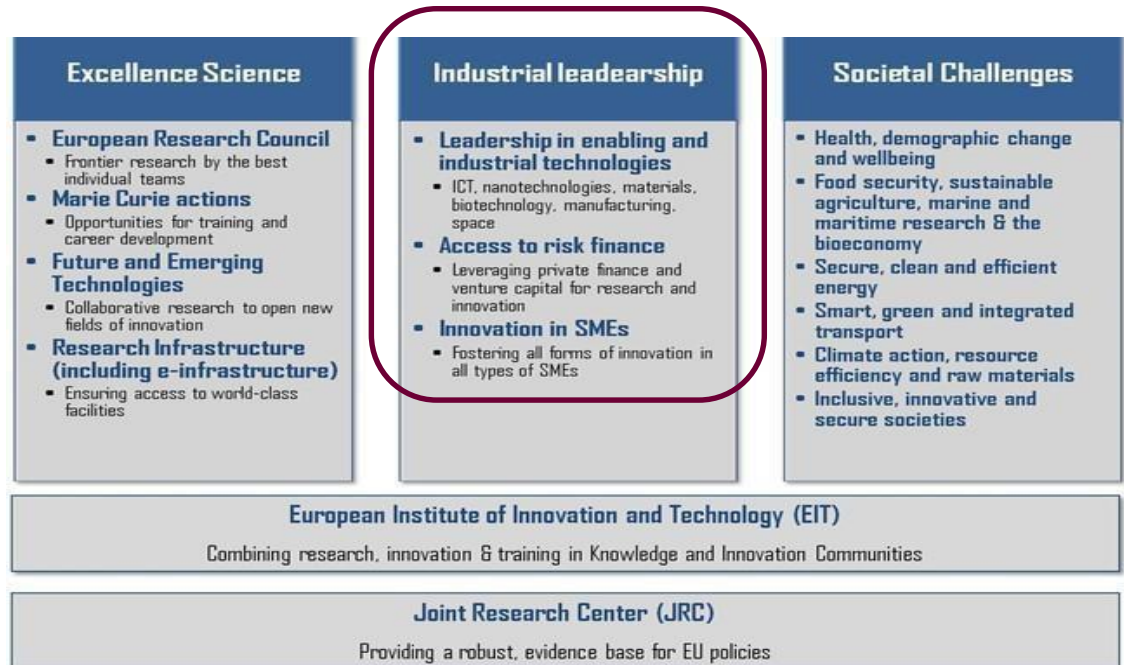 Excellence Science
European Research Council
Frontier research by the best
individual teams
Marie Curie actions
Opportunities for training and
career development
Future and Emerging
Technologies
Collaborative research to open new
fields of innovation
Research Infrastructure
(including e-infrastructure)
Ensuring access to world-class
facilities
Industrial leadearship
Leadership in enabling and
industrial technologies
ICT, nanotechnologies, materials,
biotechnology, manufacturing,
space
Access to risk finance
Leveraging private finance and
venture capital for research and
innovation
Innovation in SMEs
Fostering all forms of innovation in
all types of SMEs
Societal Challenges
Health, demographic change
and wellbeing
Food security, sustainable
agriculture, marine and
maritime research & the
bioeconomy
Secure, clean and efficient
energy
Smart, green and integrated
transport
Climate action, resource
efficiency and raw materials
Inclusive, innovative and
secure societies
European Institute of Innovation and Technology (EIT)
Combining research, innovation & training in Knowledge and Innovation Communities
Joint Research Center (JRC)
Providing a robust, evidence base for EU policies